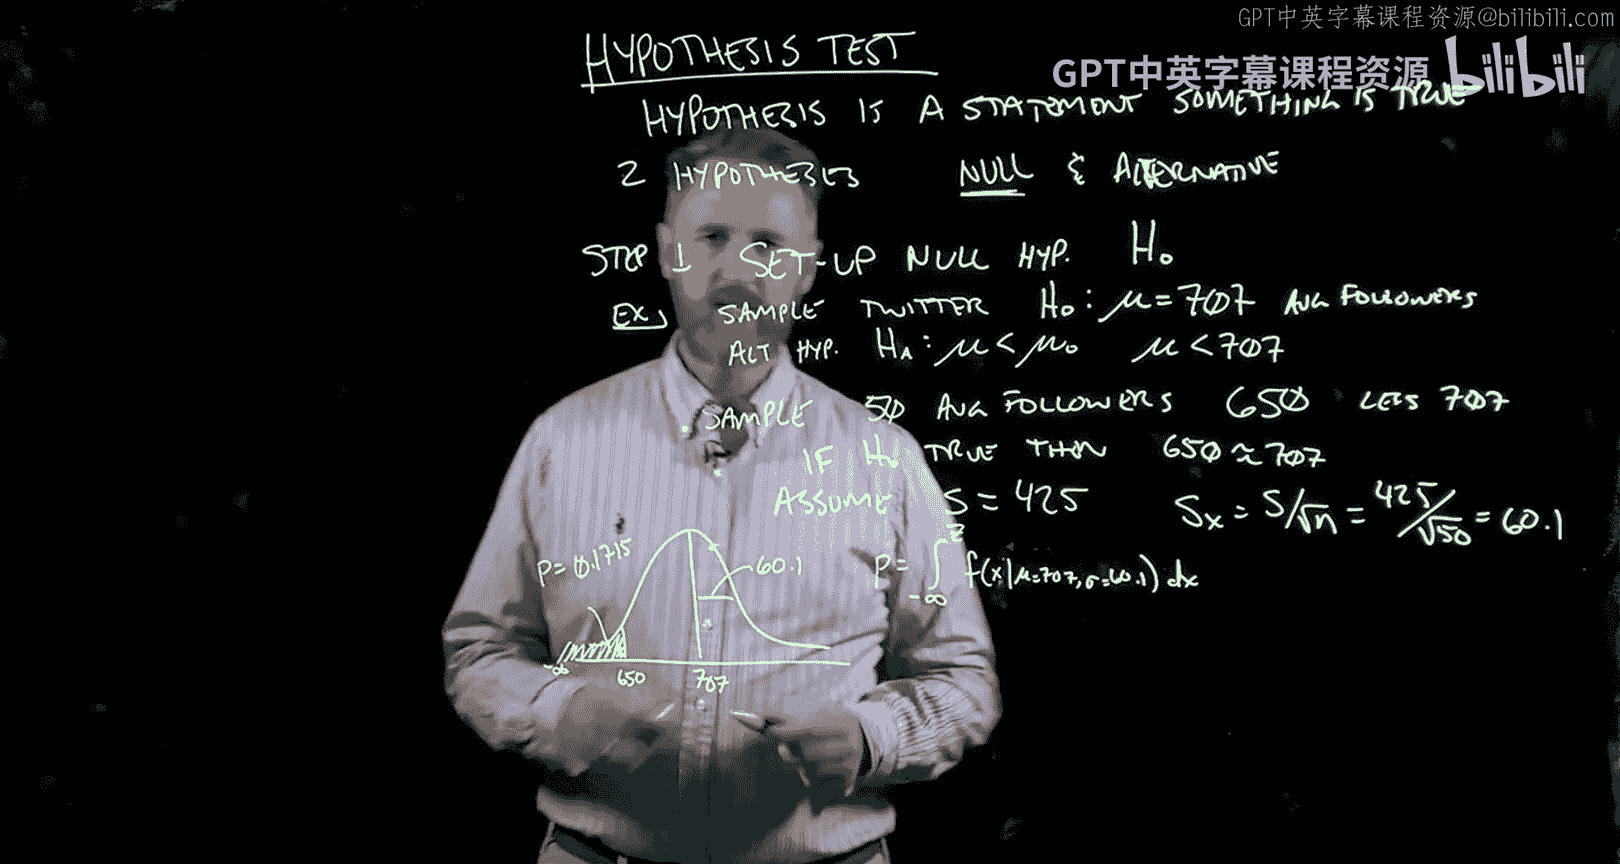 GPT中英字幕课程资源@bilibili.com
GPT中英字幕课程资源 bilibili
HYPOTHESIS TEST
HYPOTHESIS IS A STATEMENT SOMETHING IS TRUE
2 HYPOTHESES NULL & ALTERNATIVE
STEP 1 SET-UP NULL HYP. H₀
EX, SAMPLE TWITTER H₀: μ = 707 AVG FOLLOWERS
ALT HYP. Hᴀ: μ < μ₀ μ < 707
SAMPLE 50 AVG FOLLOWERS 650 LESS 707
IF H₀ TRUE THEN 650 ≈ 707
ASSUME S = 425 Sₓ = S/√n = 425/√50 = 60.1
P = 0.1715 60.1 P = ∫ z -∞ f(x|μ=707, σ=60.1) dx
-∞ 650 707